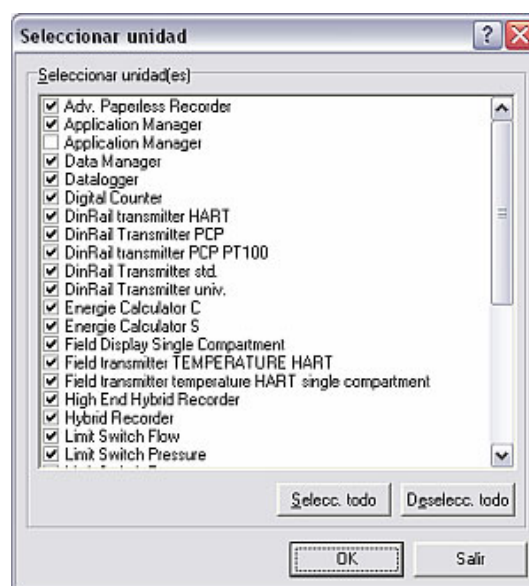 Seleccionar unidad
Seleccionar unidad(es)
Adv. Paperless Recorder
Application Manager
Application Manager
Data Manager
Datalogger
Digital Counter
DinRail transmitter HART
DinRail Transmitter PCP
DinRail transmitter PCP PT100
DinRail Transmitter std.
DinRail Transmitter univ.
Energie Calculator C
Energie Calculator S
Field Display Single Compartment
Field transmitter TEMPERATURE HART
Field transmitter temperature HART single compartment
High End Hybrid Recorder
Hybrid Recorder
Limit Switch Flow
Limit Switch Pressure
Selecc. todo Deselecc. todo
OK Salir